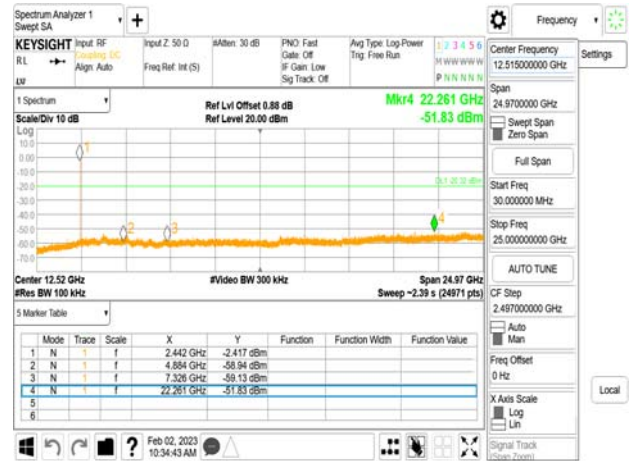 Spectrum Analyzer 1
Swept SA
+
Frequency
KEYSIGHT
RL
Input: RF
Coupling: DC
Align: Auto
Input Z: 50 Ω
Freq Ref: Int (S)
#Atten: 30 dB
PNO: Fast
Gate: Off
IF Gain: Low
Sig Track: Off
Avg Type: Log-Power
Trig: Free Run
1 2 3 4 5 6
M W W W W W
P N N N N N
Center Frequency
12.515000000 GHz
Settings
Span
24.9700000 GHz
Swept Span
Zero Span
Full Span
Start Freq
30.000000 MHz
Stop Freq
25.000000000 GHz
AUTO TUNE
CF Step
2.497000000 GHz
Auto
Man
Freq Offset
0 Hz
X Axis Scale
Log
Lin
Signal Track
(Span Zoom)
Local
1 Spectrum
Scale/Div 10 dB
Log
Ref Lvl Offset 0.88 dB
Ref Level 20.00 dBm
Mkr4 22.261 GHz
-51.83 dBm
10.0
0.00
-10.0
-20.0
-30.0
-40.0
-50.0
-60.0
-70.0
1
2
3
4
Center 12.52 GHz
#Res BW 100 kHz
#Video BW 300 kHz
Span 24.97 GHz
Sweep ~2.39 s (24971 pts)
5 Marker Table
Mode Trace Scale X Y Function Function Width Function Value
1 N 1 f 2.442 GHz -2.417 dBm
2 N 1 f 4.884 GHz -58.94 dBm
3 N 1 f 7.326 GHz -59.13 dBm
4 N 1 f 22.261 GHz -51.83 dBm
5
6
?
Feb 02, 2023
10:34:43 AM